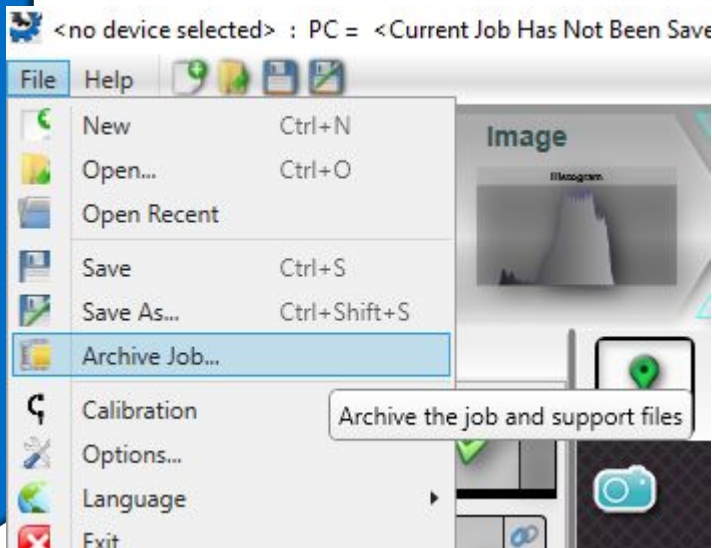 <no device selected> : PC = <Current Job Has Not Been Save
File Help
New Ctrl+N
Open... Ctrl+O
Open Recent
Save Ctrl+S
Save As... Ctrl+Shift+S
Archive Job...
Calibration
Options...
Language
Exit
Image
Histogram
Archive the job and support files